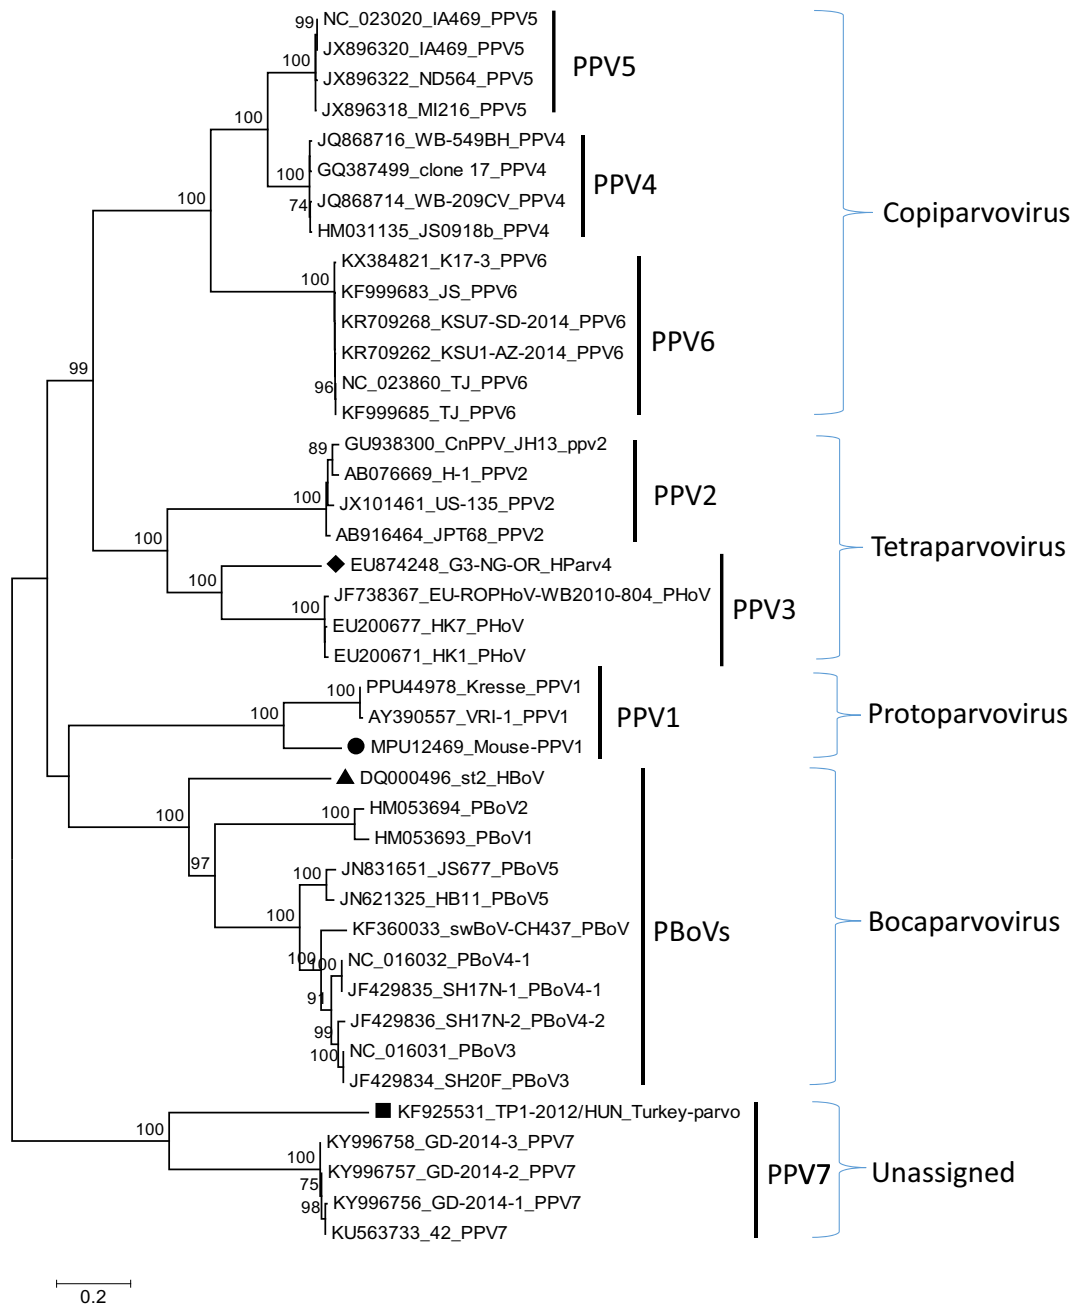 99
NC_023020_IA469_PPV5
JX896320_IA469_PPV5
100
JX896322_ND564_PPV5
JX896318_MI216_PPV5
PPV5
100
JQ868716_WB-549BH_PPV4
GQ387499_clone 17_PPV4
100
JQ868714_WB-209CV_PPV4
74
HM031135_JS0918b_PPV4
PPV4
100
Copiparvovirus
KX384821_K17-3_PPV6
100
KF999683_JS_PPV6
KR709268_KSU7-SD-2014_PPV6
KR709262_KSU1-AZ-2014_PPV6
PPV6
NC_023860_TJ_PPV6
96
KF999685_TJ_PPV6
99
GU938300_CnPPV_JH13_ppv2
89
AB076669_H-1_PPV2
100
JX101461_US-135_PPV2
AB916464_JPT68_PPV2
PPV2
100
Tetraparvovirus
EU874248_G3-NG-OR_HParv4
100
JF738367_EU-ROPHoV-WB2010-804_PHoV
100
EU200677_HK7_PHoV
EU200671_HK1_PHoV
PPV3
100
PPU44978_Kresse_PPV1
AY390557_VRI-1_PPV1
100
MPU12469_Mouse-PPV1
PPV1
Protoparvovirus
DQ000496_st2_HBoV
100
HM053694_PBoV2
100
HM053693_PBoV1
97
JN831651_JS677_PBoV5
100
JN621325_HB11_PBoV5
100
KF360033_swBoV-CH437_PBoV
PBoVs
Bocaparvovirus
100
100
NC_016032_PBoV4-1
JF429835_SH17N-1_PBoV4-1
91
JF429836_SH17N-2_PBoV4-2
99
NC_016031_PBoV3
100
JF429834_SH20F_PBoV3
KF925531_TP1-2012/HUN_Turkey-parvo
100
KY996758_GD-2014-3_PPV7
100
KY996757_GD-2014-2_PPV7
75
KY996756_GD-2014-1_PPV7
98
KU563733_42_PPV7
PPV7
Unassigned
0.2